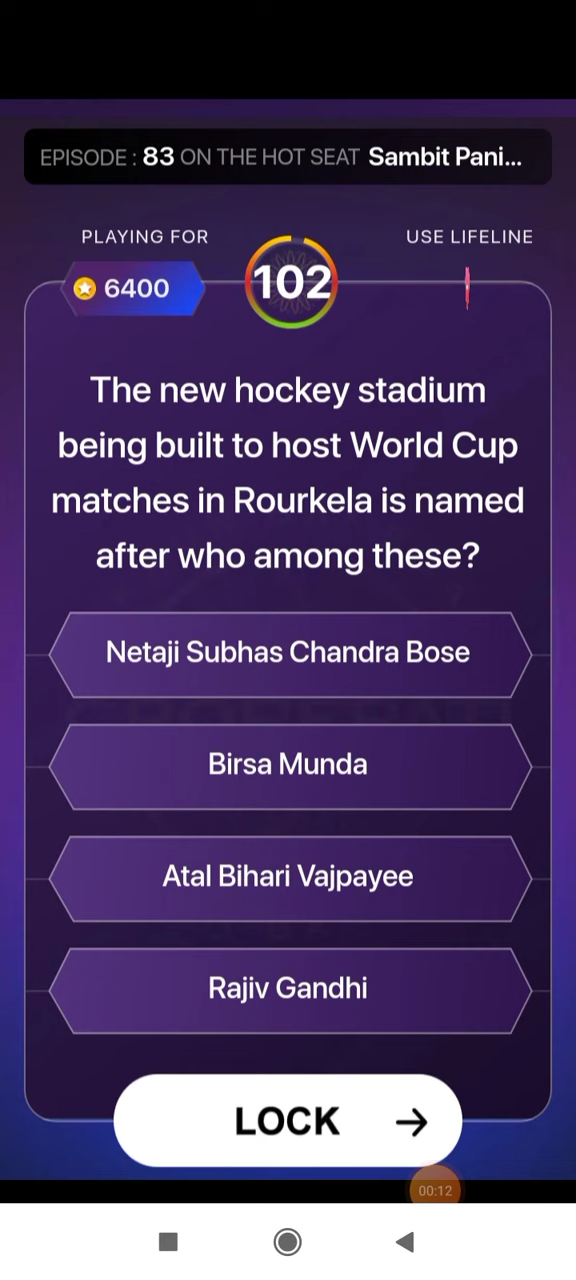 EPISODE : 83 ON THE HOT SEAT Sambit Pani...
PLAYING FOR
USE LIFELINE
6400
102
The new hockey stadium
being built to host World Cup
matches in Rourkela is named
after who among these?
Netaji Subhas Chandra Bose
Birsa Munda
Atal Bihari Vajpayee
Rajiv Gandhi
LOCK
00:12